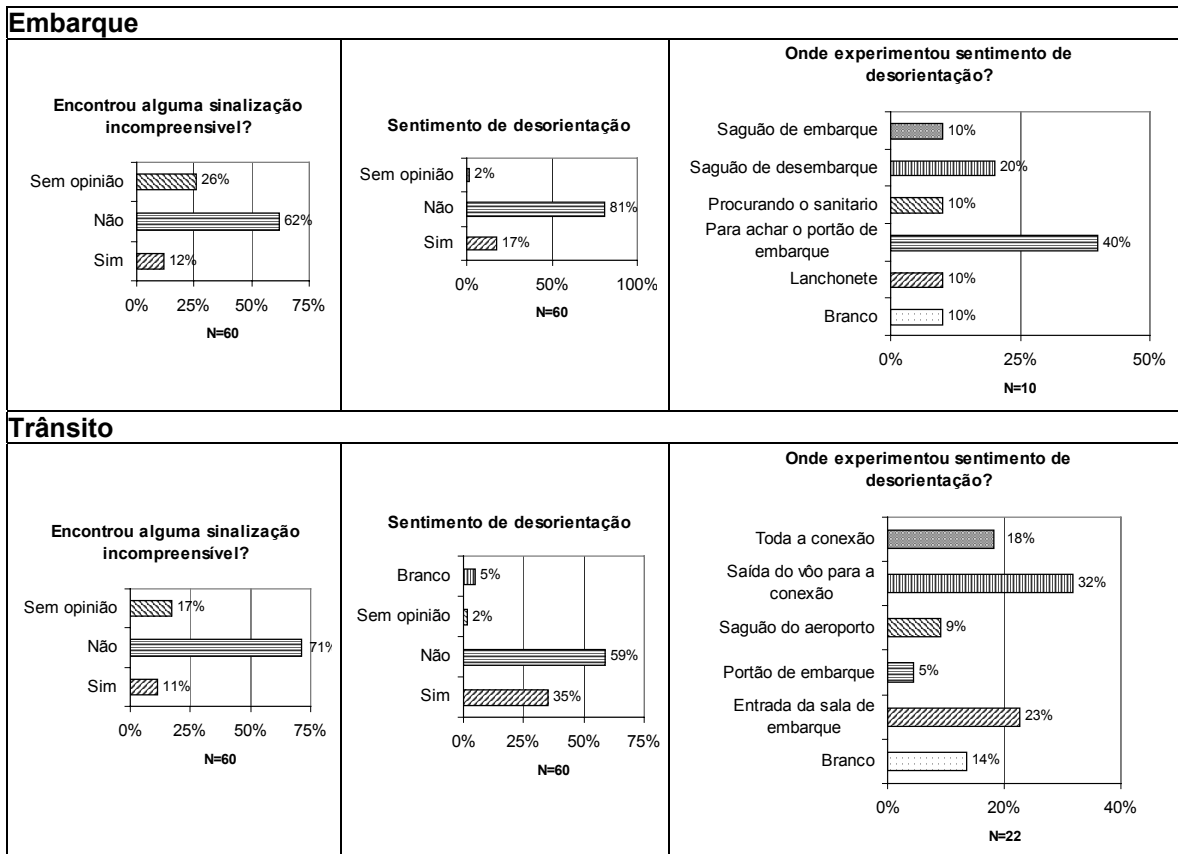 Embarque
Encontrou alguma sinalização
incompreensivel?
Sem opinião
26%
Não
62%
Sim
12%
0% 25% 50% 75%
N=60
Sentimento de desorientação
Sem opinião
2%
Não
81%
Sim
17%
0% 50% 100%
N=60
Onde experimentou sentimento de
desorientação?
Saguão de embarque
10%
Saguão de desembarque
20%
Procurando o sanitario
10%
Para achar o portão de
embarque
40%
Lanchonete
10%
Branco
10%
0% 25% 50%
N=10
Trânsito
Encontrou alguma sinalização
incompreensível?
Sem opinião
17%
Não
71%
Sim
11%
0% 25% 50% 75%
N=60
Sentimento de desorientação
Branco
5%
Sem opinião
2%
Não
59%
Sim
35%
0% 25% 50% 75%
N=60
Onde experimentou sentimento de
desorientação?
Toda a conexão
18%
Saída do vôo para a
conexão
32%
Saguão do aeroporto
9%
Portão de embarque
5%
Entrada da sala de
embarque
23%
Branco
14%
0% 20% 40%
N=22